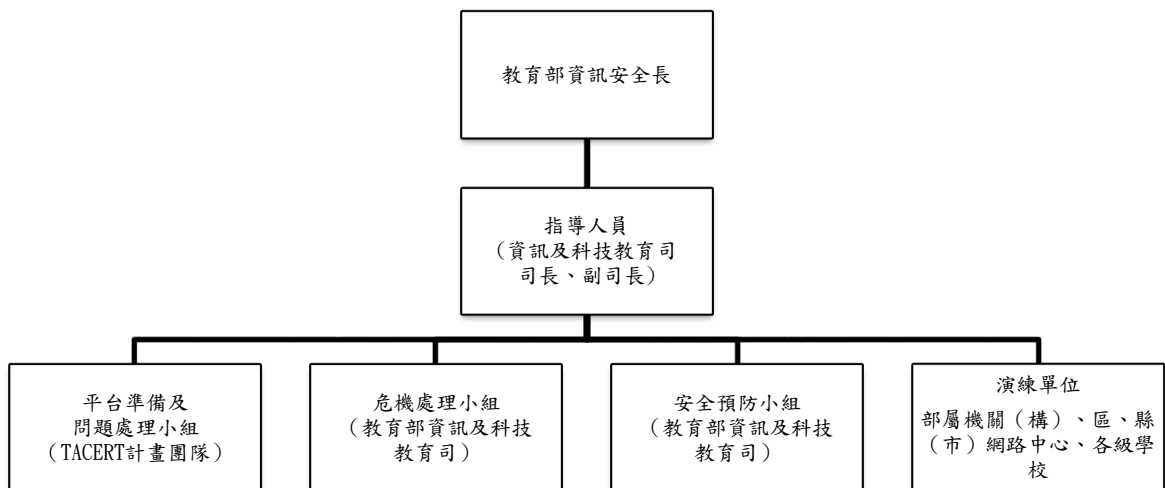 教育部資訊安全長
指導人員
（資訊及科技教育司
司長、副司長）
平台準備及
問題處理小組
（TACERT計畫團隊）
危機處理小組
（教育部資訊及科技
教育司）
安全預防小組
（教育部資訊及科技
教育司）
演練單位
部屬機關（構）、區、縣
（市）網路中心、各級學
校